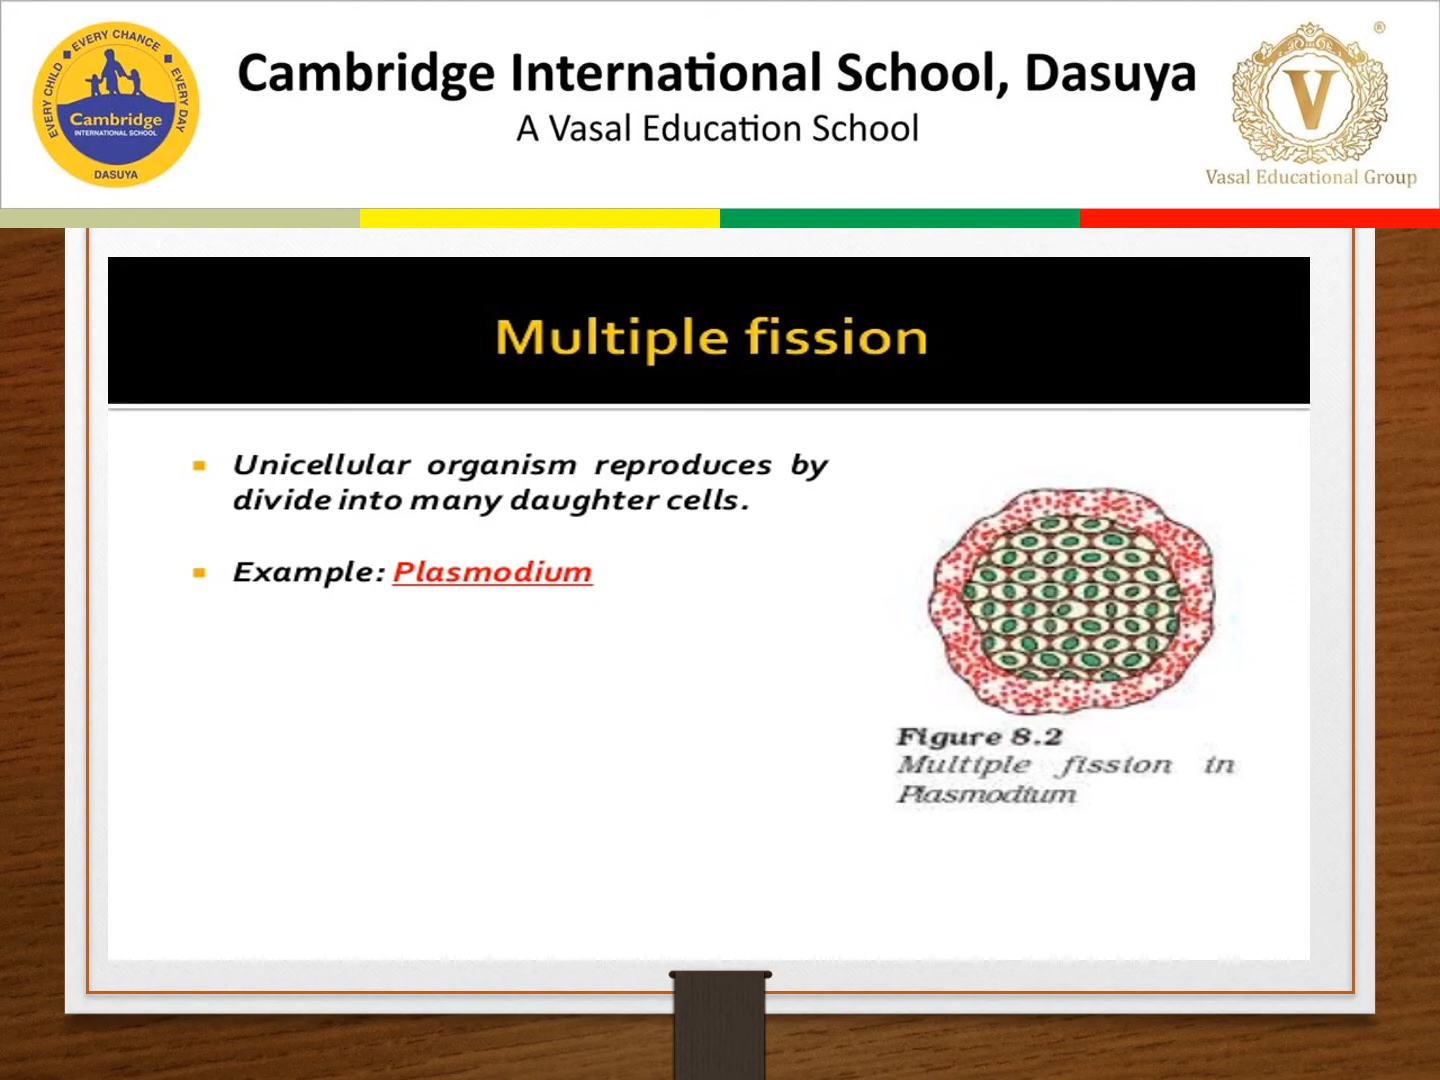 EVERY CHILD ▪ EVERY CHANCE ▪ EVERY DAY
Cambridge
INTERNATIONAL SCHOOL
DASUYA
Cambridge International School, Dasuya
A Vasal Education School
®
V
Vasal Educational Group
Multiple fission
▪ Unicellular organism reproduces by
divide into many daughter cells.
▪ Example: Plasmodium
Figure 8.2
Multiple fission in
Plasmodium